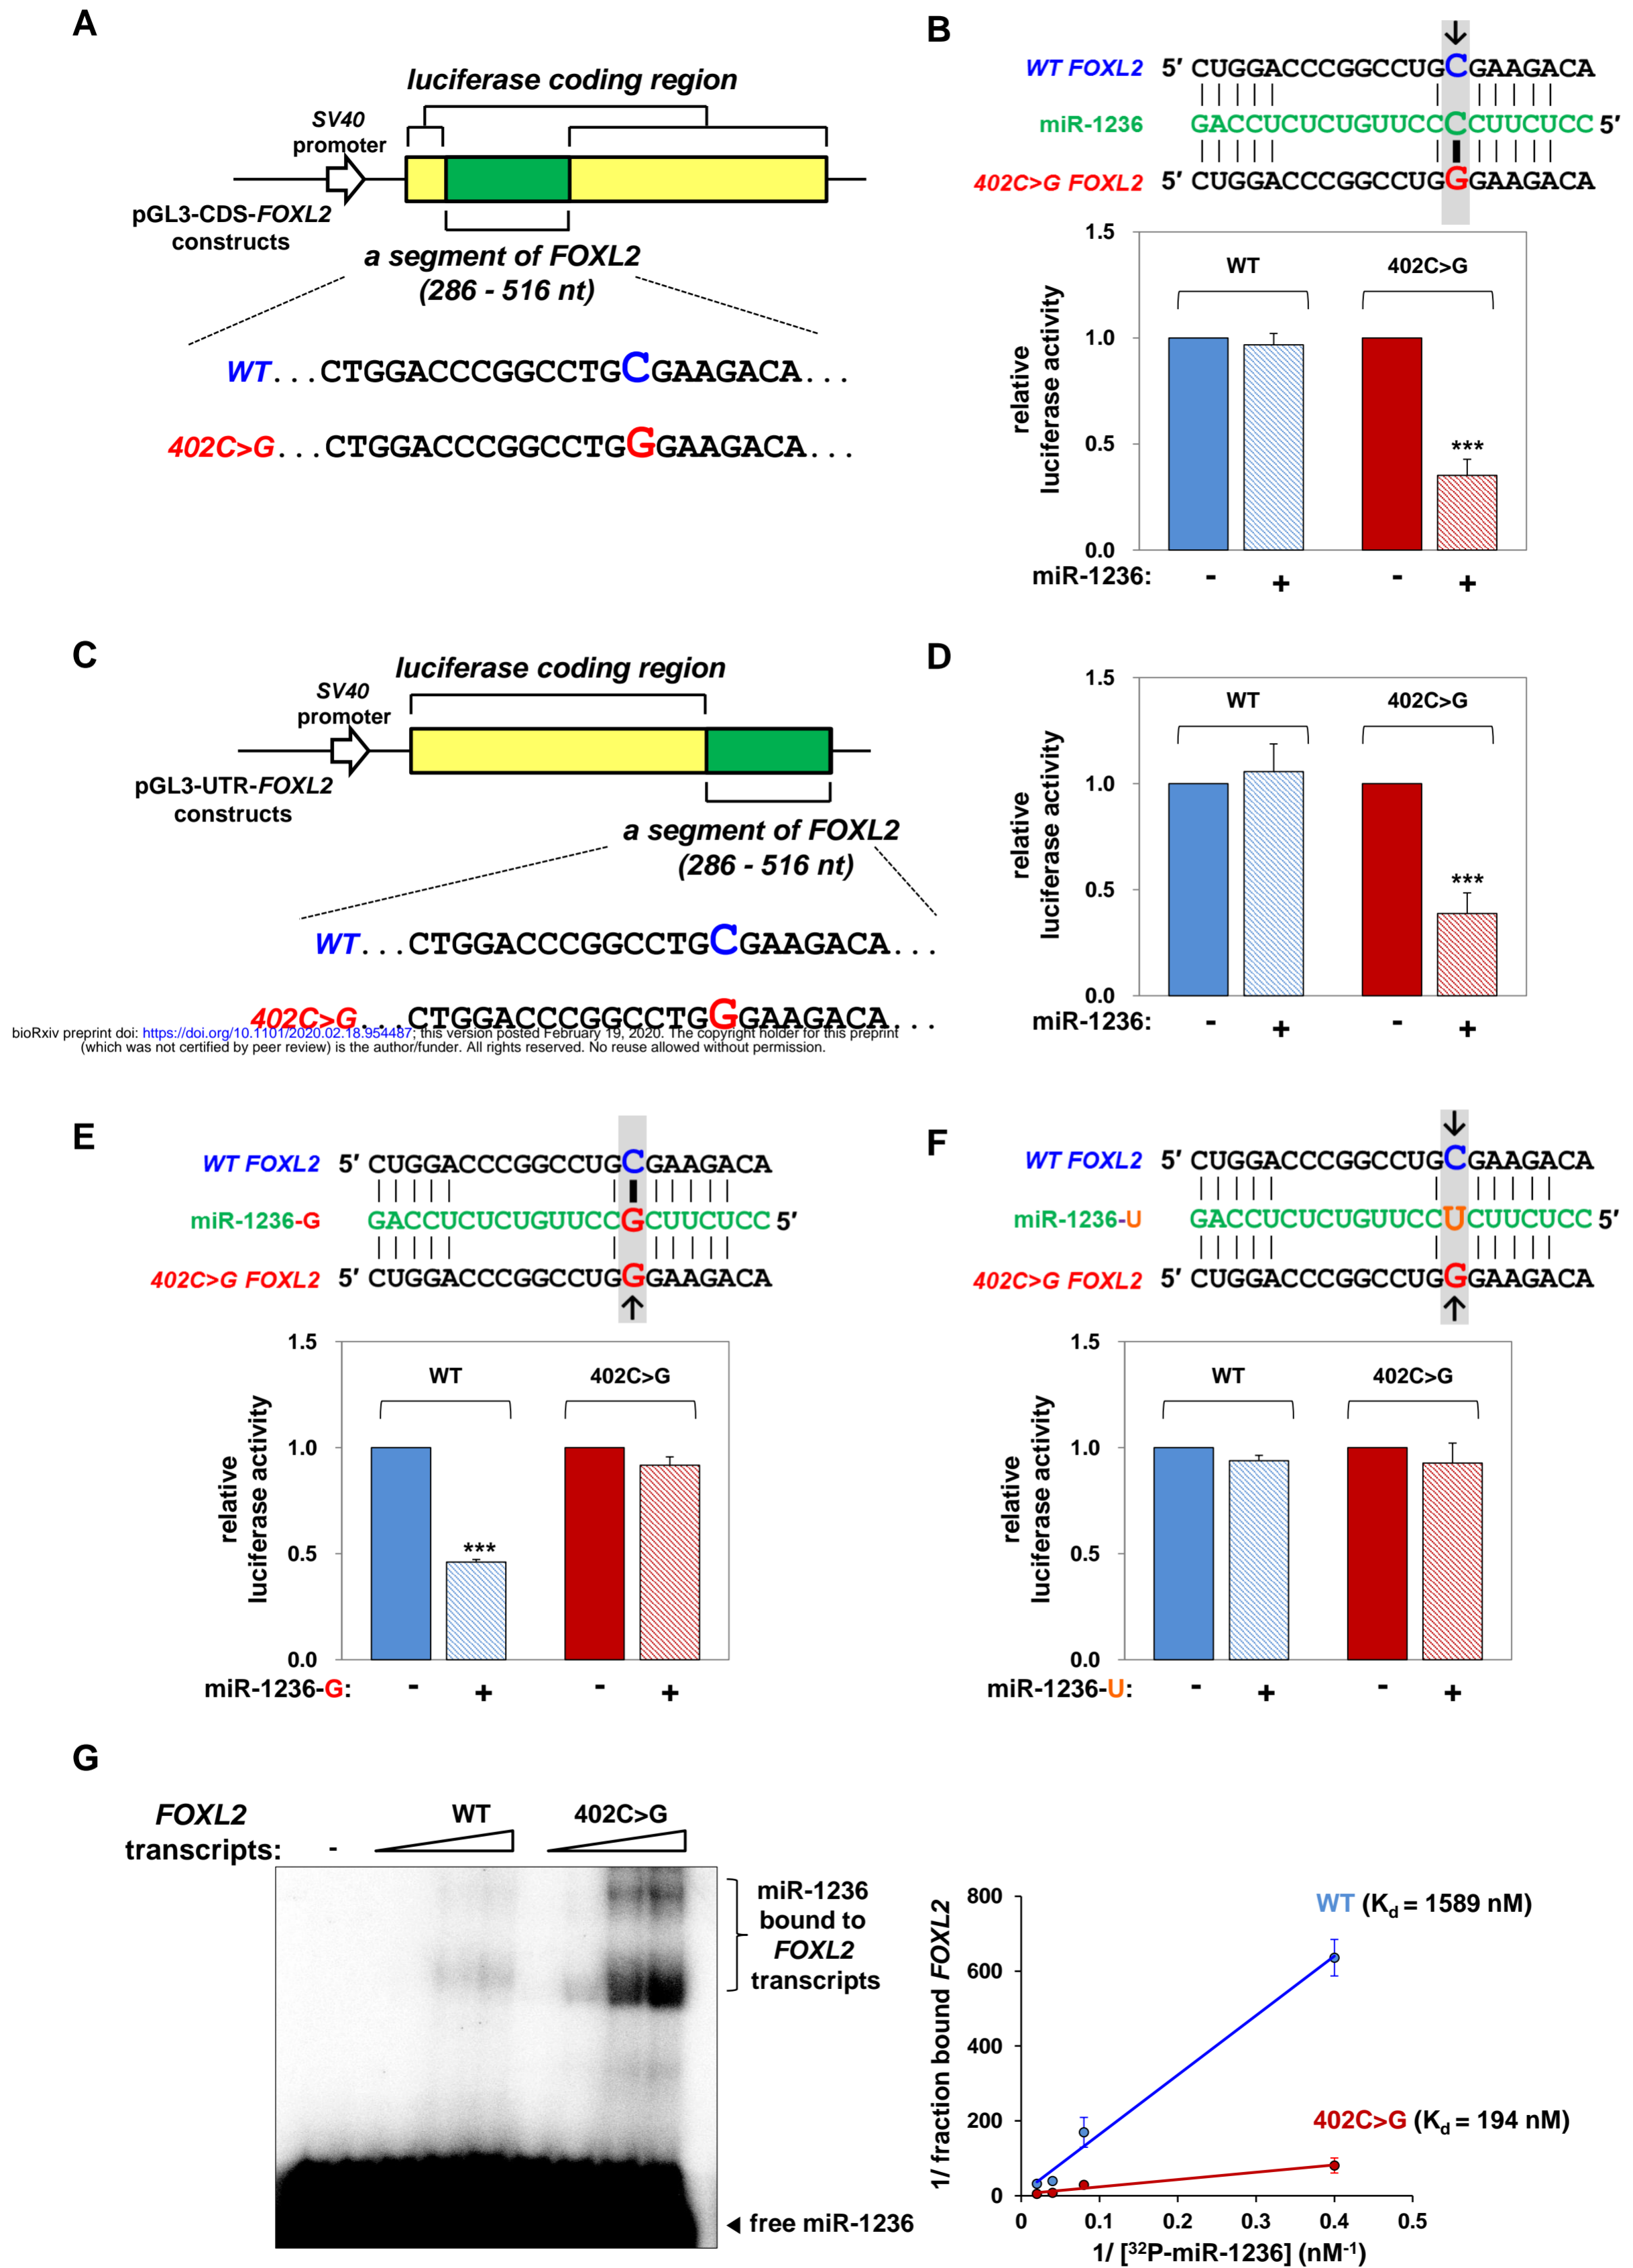 A
luciferase coding region
SV40
promoter
pGL3-CDS-FOXL2
constructs
a segment of FOXL2
(286 - 516 nt)
WT...CTGGACCCGGCCTGCGAAGACA...
402C>G...CTGGACCCGGCCTGGGAAGACA...
B
WT FOXL2 5′ CUGGACCCGGCCUGCGAAGACA
miR-1236 GACCUCUCUGUUCCCCUUCUCC 5′
402C>G FOXL2 5′ CUGGACCCGGCCUGGGAAGACA
1.5
1.0
0.5
0.0
relative
luciferase activity
WT
402C>G
***
miR-1236: - + - +
C
luciferase coding region
SV40
promoter
pGL3-UTR-FOXL2
constructs
a segment of FOXL2
(286 - 516 nt)
WT...CTGGACCCGGCCTGCGAAGACA...
402C>G...CTGGACCCGGCCTGGGAAGACA...
bioRxiv preprint doi: https://doi.org/10.1101/2020.02.18.954487; this version posted February 19, 2020. The copyright holder for this preprint
(which was not certified by peer review) is the author/funder. All rights reserved. No reuse allowed without permission.
D
1.5
1.0
0.5
0.0
relative
luciferase activity
WT
402C>G
***
miR-1236: - + - +
E
WT FOXL2 5′ CUGGACCCGGCCUGCGAAGACA
miR-1236-G GACCUCUCUGUUCCGCUUCUCC 5′
402C>G FOXL2 5′ CUGGACCCGGCCUGGGAAGACA
1.5
1.0
0.5
0.0
relative
luciferase activity
WT
402C>G
***
miR-1236-G: - + - +
F
WT FOXL2 5′ CUGGACCCGGCCUGCGAAGACA
miR-1236-U GACCUCUCUGUUCCUCUUCUCC 5′
402C>G FOXL2 5′ CUGGACCCGGCCUGGGAAGACA
1.5
1.0
0.5
0.0
relative
luciferase activity
WT
402C>G
miR-1236-U: - + - +
G
FOXL2
transcripts:
-
WT
402C>G
miR-1236
bound to
FOXL2
transcripts
free miR-1236
1/ fraction bound FOXL2
800
600
400
200
0
WT (Kd = 1589 nM)
402C>G (Kd = 194 nM)
0 0.1 0.2 0.3 0.4 0.5
1/ [32P-miR-1236] (nM-1)